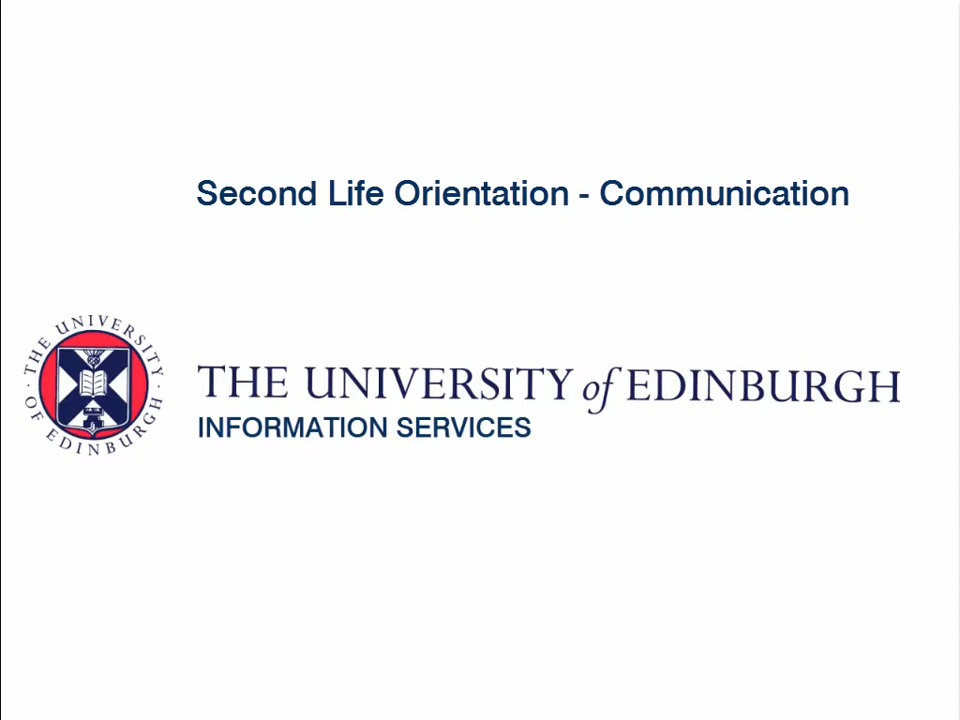 Second Life Orientation - Communication
THE UNIVERSITY OF EDINBURGH
THE UNIVERSITY of EDINBURGH
INFORMATION SERVICES